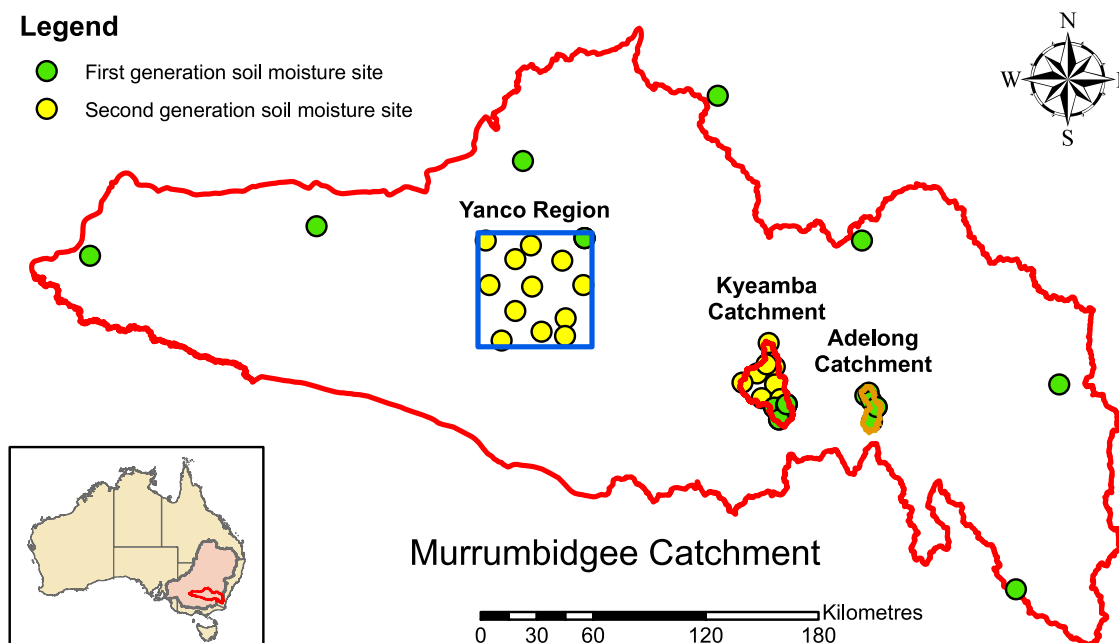 Legend
First generation soil moisture site
Second generation soil moisture site
N
W
E
S
Yanco Region
Kyeamba
Catchment
Adelong
Catchment
Murrumbidgee Catchment
Kilometres
0 30 60 120 180